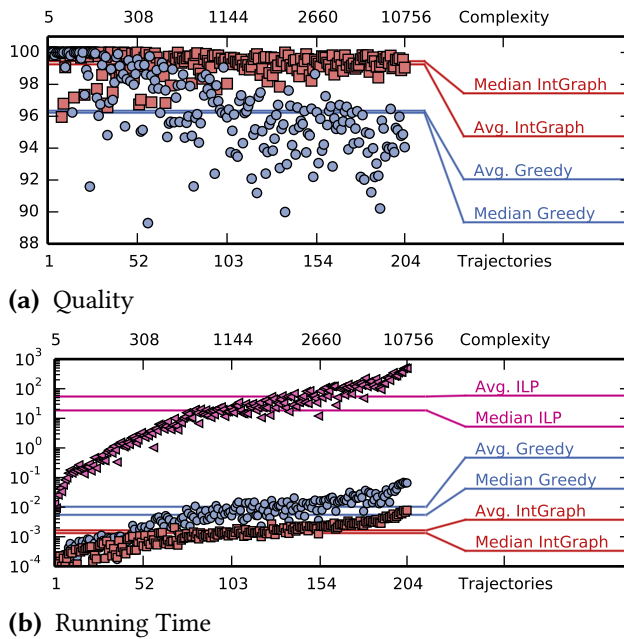 5 308 1144 2660 10756 Complexity
100
98
96
94
92
90
88
Median IntGraph
Avg. IntGraph
Avg. Greedy
Median Greedy
1 52 103 154 204 Trajectories
(a) Quality
5 308 1144 2660 10756 Complexity
10³
10²
10¹
10⁰
10⁻¹
10⁻²
10⁻³
10⁻⁴
Avg. ILP
Median ILP
Avg. Greedy
Median Greedy
Avg. IntGraph
Median IntGraph
1 52 103 154 204 Trajectories
(b) Running Time